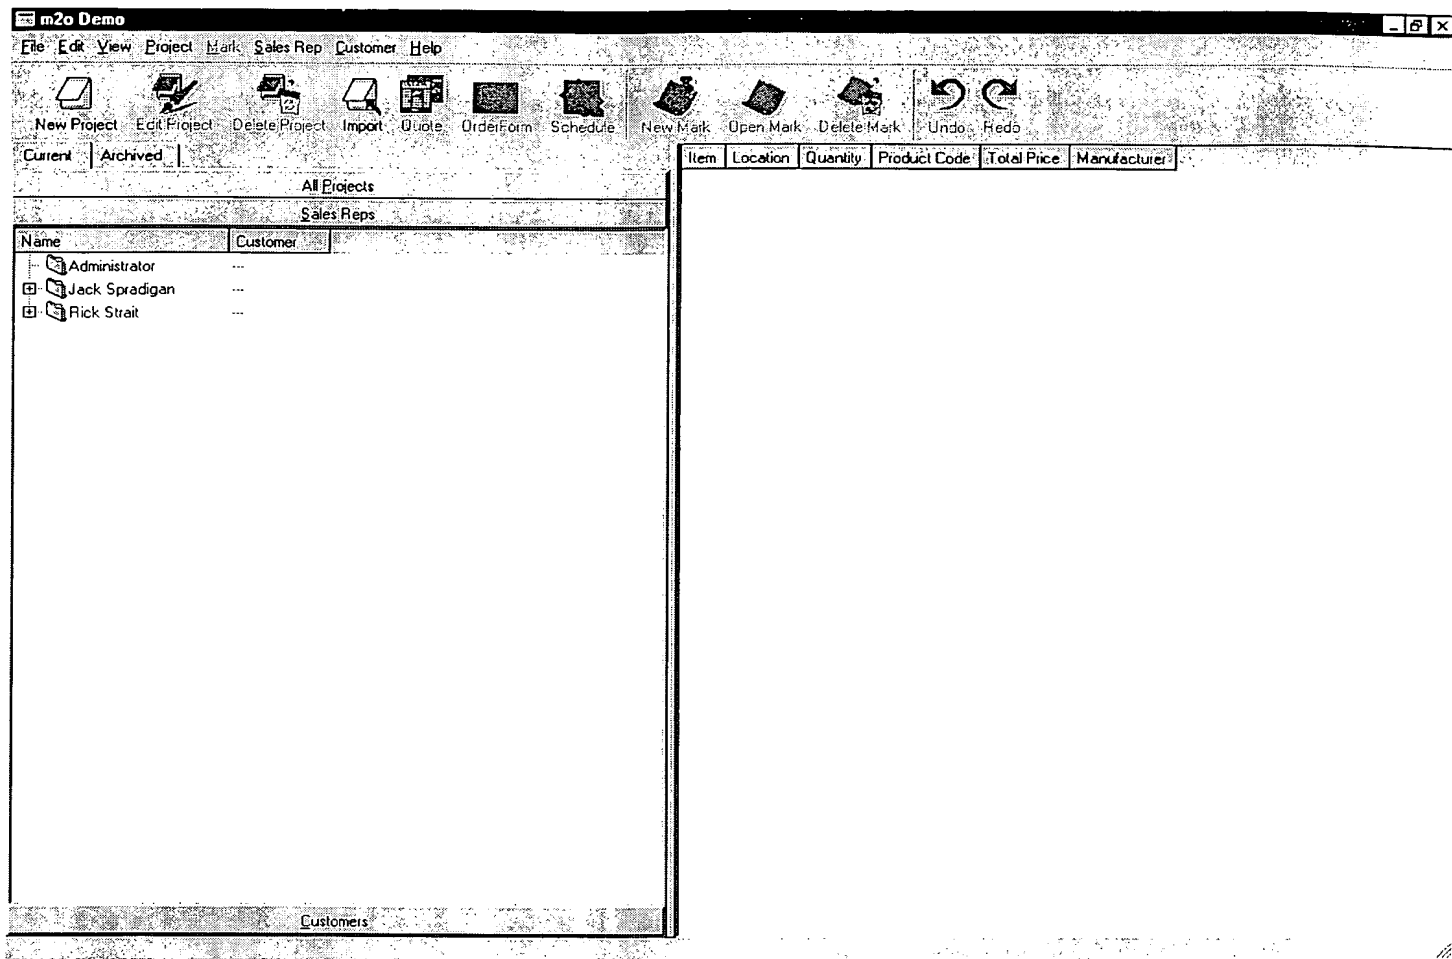 m2o Demo
File Edit View Project Mark Sales Rep Customer Help
New Project Edit Project Delete Project Import Quote OrderForm Schedule New Mark Open Mark Delete Mark Undo Redo
Current Archived
Item Location Quantity Product Code Total Price Manufacturer
All Projects
Sales Reps
Name Customer
Administrator ---
Jack Spradigan ---
Rick Strait ---
Customers